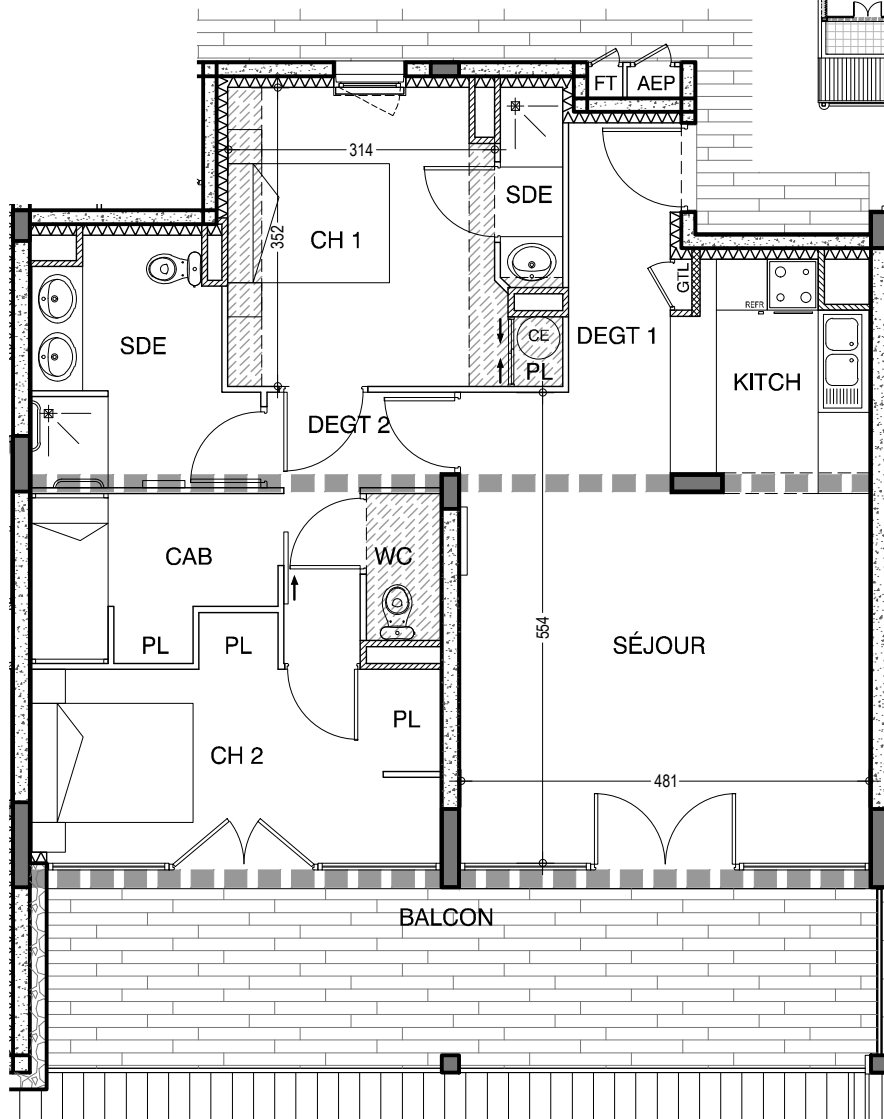 FT
AEP
314
SDE
352
CH 1
GTL
REFR
SDE
CE
DEGT 1
PL
KITCH
DEGT 2
CAB
WC
554
SÉJOUR
PL
PL
PL
CH 2
481
BALCON